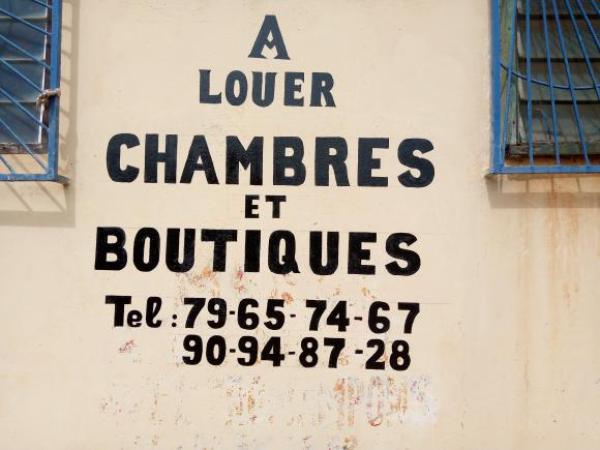 A
LOUER
CHAMBRES
ET
BOUTIQUES
Tel : 79-65-74-67
90-94-87-28